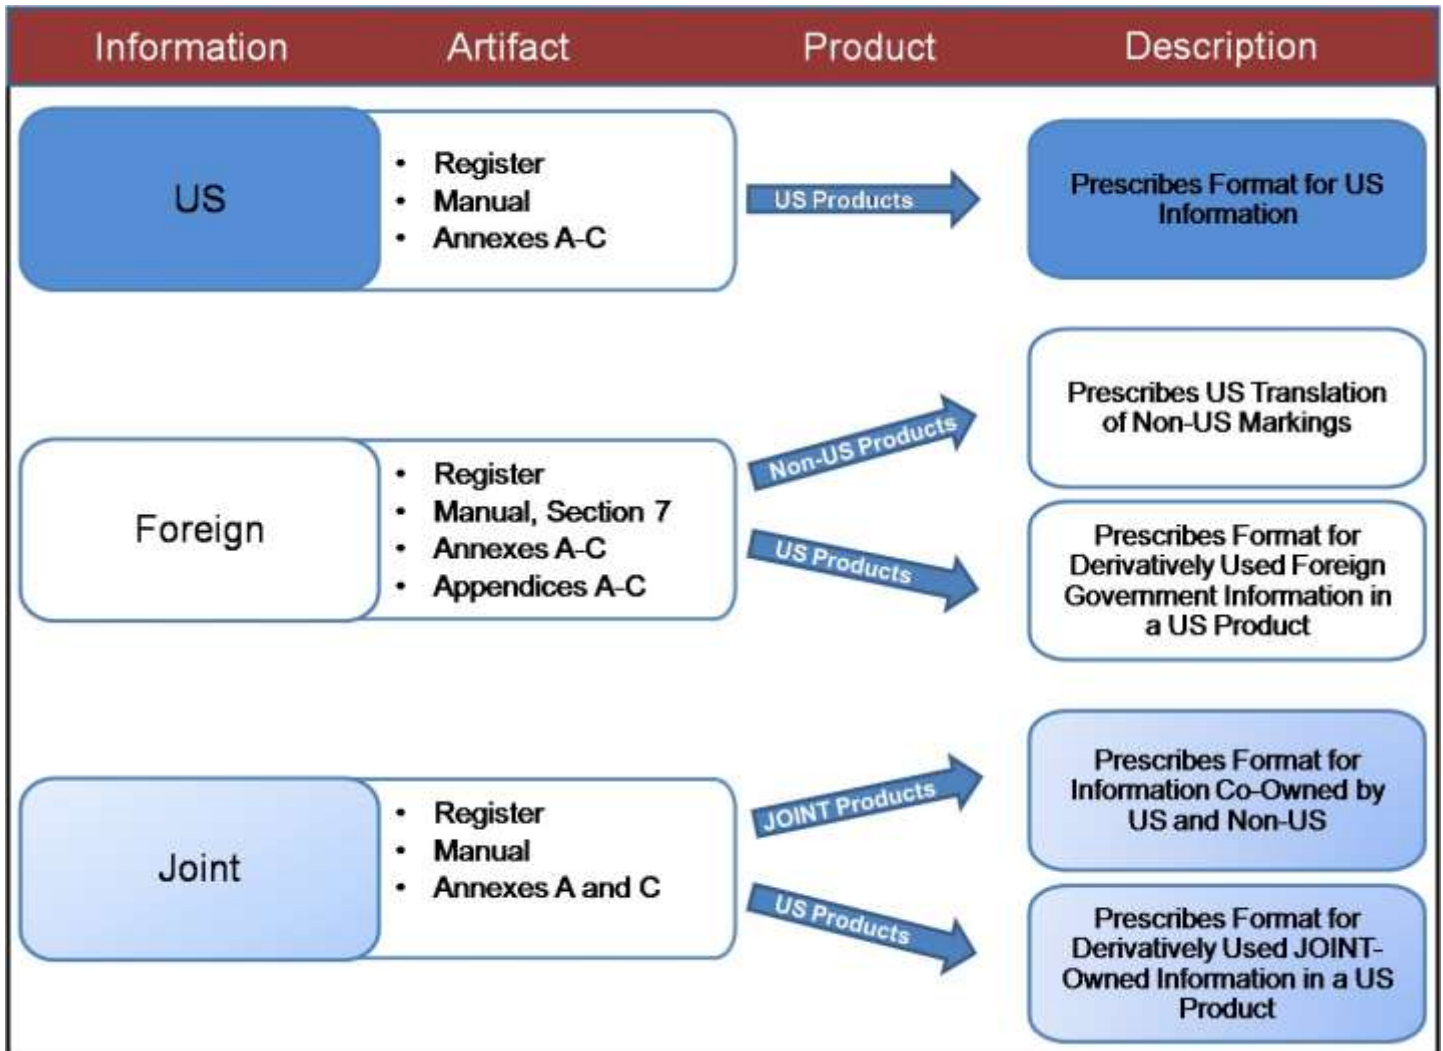 Information Artifact Product Description
US
• Register
• Manual
• Annexes A-C
US Products
Prescribes Format for US
Information
Foreign
• Register
• Manual, Section 7
• Annexes A-C
• Appendices A-C
Non-US Products
Prescribes US Translation
of Non-US Markings
US Products
Prescribes Format for
Derivatively Used Foreign
Government Information in
a US Product
Joint
• Register
• Manual
• Annexes A and C
JOINT Products
Prescribes Format for
Information Co-Owned by
US and Non-US
US Products
Prescribes Format for
Derivatively Used JOINT-
Owned Information in a US
Product